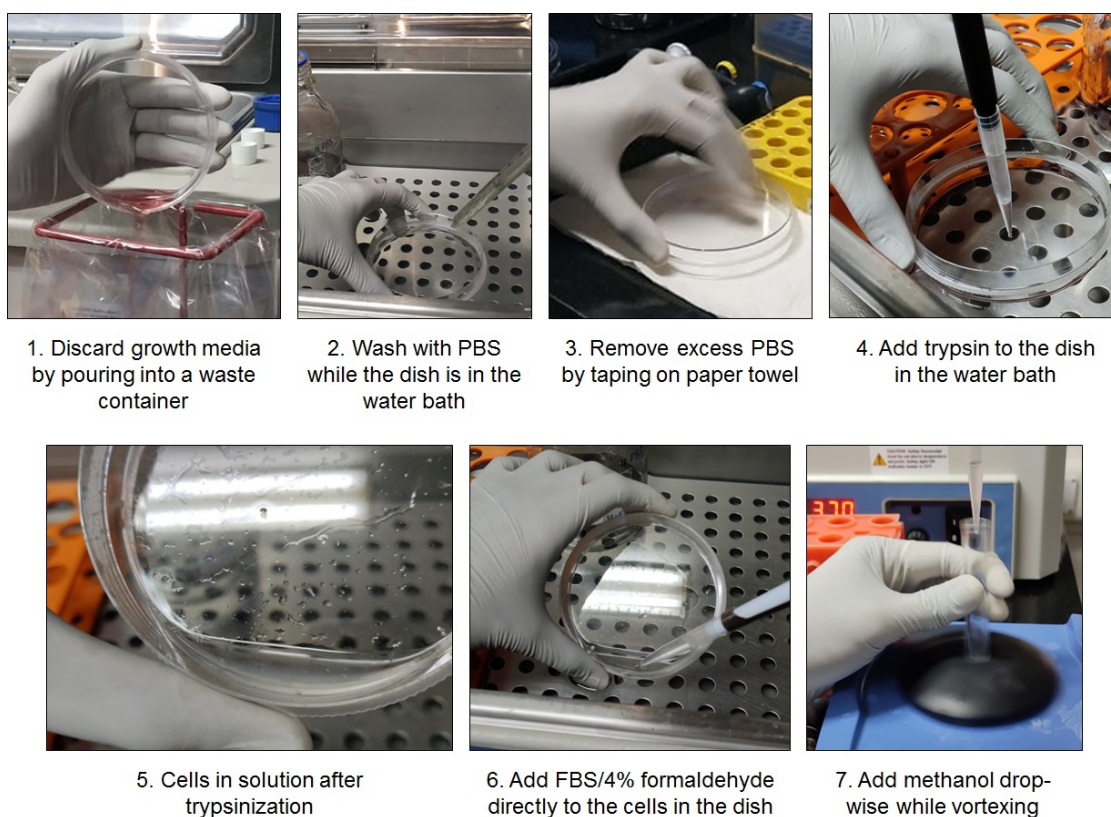 1. Discard growth media
by pouring into a waste
container
2. Wash with PBS
while the dish is in the
water bath
3. Remove excess PBS
by taping on paper towel
4. Add trypsin to the dish
in the water bath
5. Cells in solution after
trypsinization
6. Add FBS/4% formaldehyde
directly to the cells in the dish
CAUTION:
370
7. Add methanol drop-
wise while vortexing